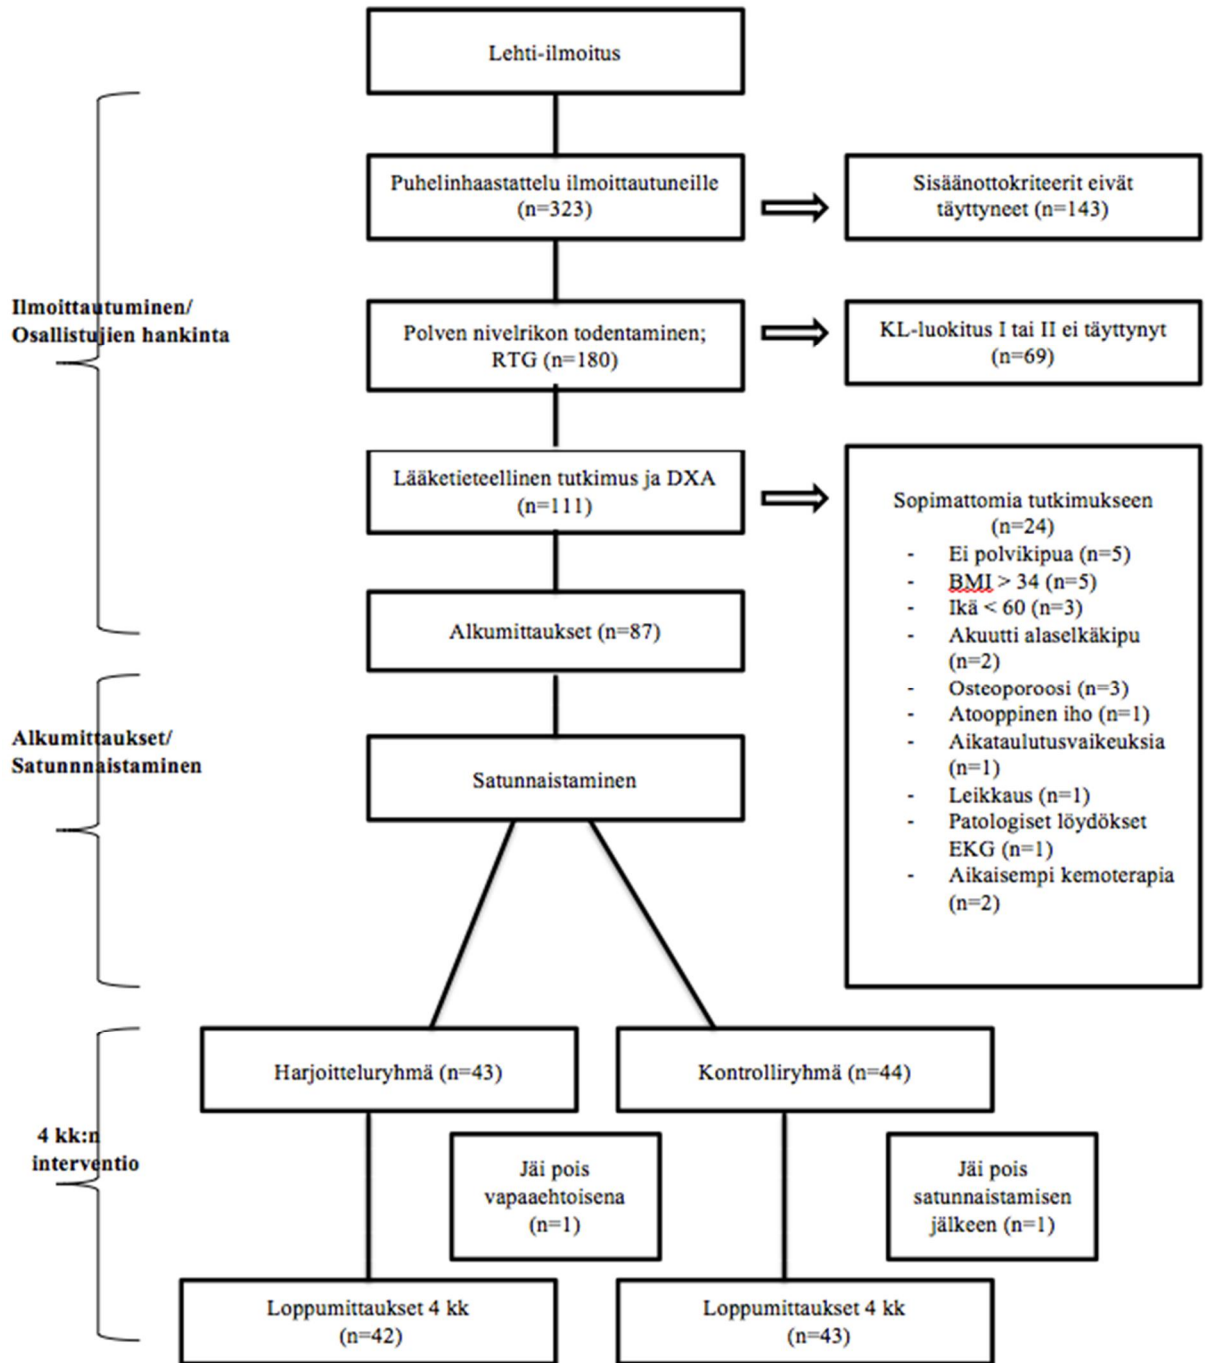 Lehti-ilmoitus
Puhelinhaastattelu ilmoittautuneille
(n=323)
Sisäänottokriteerit eivät
täyttyneet (n=143)
Ilmoittautuminen/
Osallistujien hankinta
Polven nivelrikon todentaminen;
RTG (n=180)
KL-luokitus I tai II ei täyttynyt
(n=69)
Lääketieteellinen tutkimus ja DXA
(n=111)
Sopimattomia tutkimukseen
(n=24)
- Ei polvikipua (n=5)
- BMI > 34 (n=5)
- Ikä < 60 (n=3)
- Akuutti alaselkäkipu
(n=2)
- Osteoporoosi (n=3)
- Atooppinen iho (n=1)
- Aikataulutusvaikeuksia
(n=1)
- Leikkaus (n=1)
- Patologiset löydökset
EKG (n=1)
- Aikaisempi kemoterapia
(n=2)
Alkumittaukset (n=87)
Alkumittaukset/
Satunnnaistaminen
Satunnaistaminen
Harjoitteluryhmä (n=43)
Kontrolliryhmä (n=44)
4 kk:n
interventio
Jäi pois
vapaaehtoisena
(n=1)
Jäi pois
satunnaistamisen
jälkeen (n=1)
Loppumittaukset 4 kk
(n=42)
Loppumittaukset 4 kk
(n=43)